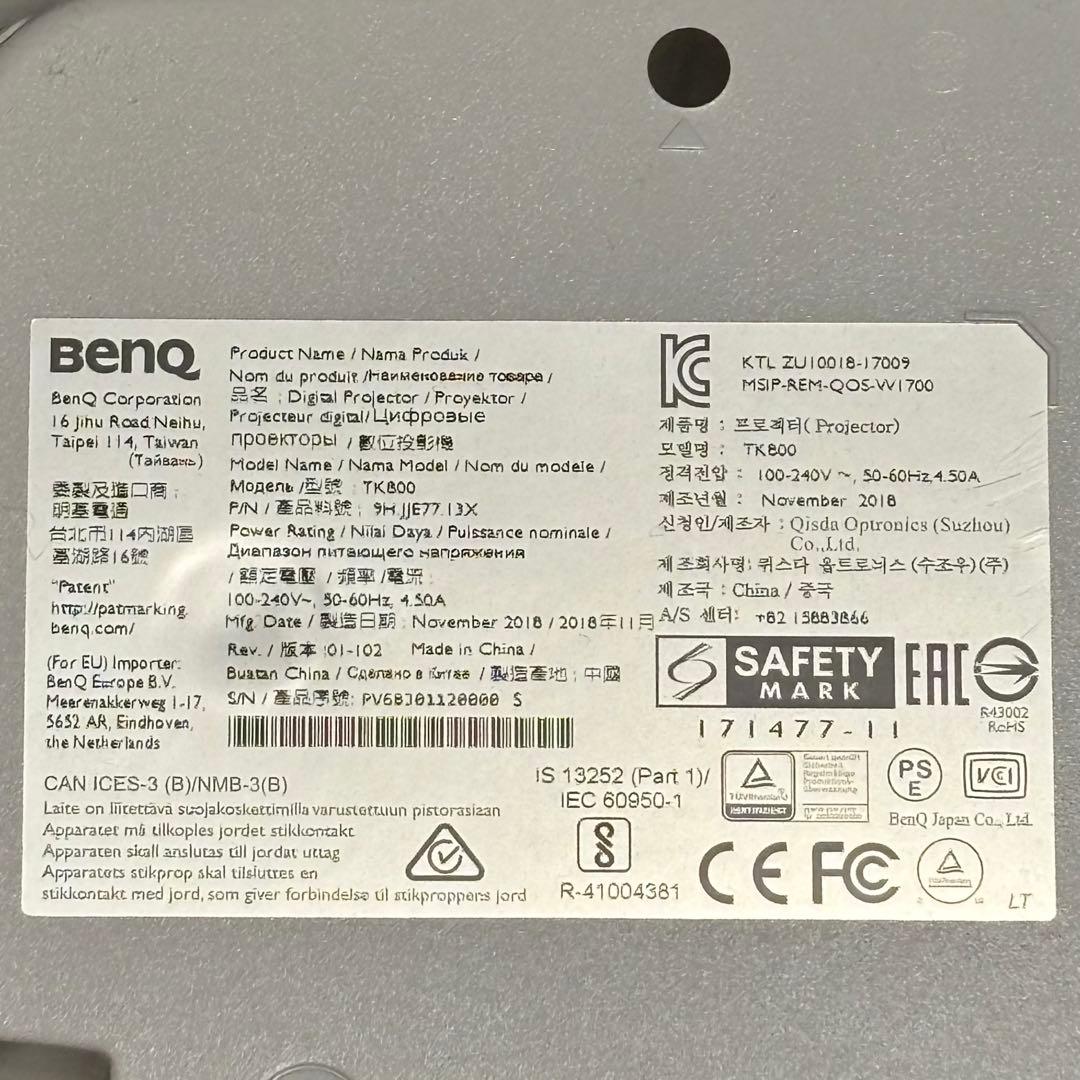 BenQ
BenQ Corporation
16 Jihu Road, Neihu,
Taipei 114, Taiwan
(Тайвань)
委製及進口商 :
明基電通
台北市114內湖區
基湖路16號
"Patent"
http://patmarking.
benq.com/
(For EU) Importer:
BenQ Europe B.V.
Meerenakkerweg 1-17,
5652 AR, Eindhoven,
the Netherlands
Product Name / Nama Produk /
Nom du produit /Наименование товара /
品名 : Digital Projector / Proyektor /
Projecteur digital/ Цифровые
проекторы / 數位投影機
Model Name / Nama Model / Nom du modele /
Модель /型號 : TK800
P/N / 產品料號 : 9H.JJE77.13X
Power Rating / Nilai Daya / Puissance nominale /
Диапазон питающего напряжения
/ 額定電壓 / 頻率 /電流 :
100-240V~, 50-60Hz, 4.50A
Mfg Date / 製造日期 : November 2018 / 2018年11月
Rev. / 版本 :01-102 Made in China /
Buatan China / Сделано в Китае / 製造產地 : 中國
S/N / 產品序號: PV6BJ01120000 S
KTL ZU10018-17009
MSIP-REM-QOS-W1700
제품명 : 프로젝터( Projector)
모델명 : TK800
정격전압 : 100-240V ~, 50-60Hz,4.50A
제조년월 : November 2018
신청인/제조자 : Qisda Optronics (Suzhou)
Co.,Ltd.
제조회사명: 퀴스다 옵트로닉스 (수조우)(주)
제조국 : China / 중국
A/S 센터: +82 15883866
SAFETY
MARK
EAC
171477-11
R43002
RoHS
CAN ICES-3 (B)/NMB-3(B)
Laite on liitettävä suojakoskettimilla varustettuun pistorasiaan
Apparatet må tilkoples jordet stikkontakt
Apparaten skall anslutas till jordat uttag
Apparatets stikprop skal tilsluttes en
stikkontakt med jord, som giver forbindelse til stikproppens jord
IS 13252 (Part 1)/
IEC 60950-1
R-41004381
PS
E
VCCI
BenQ Japan Co., Ltd.
CE FC
LT